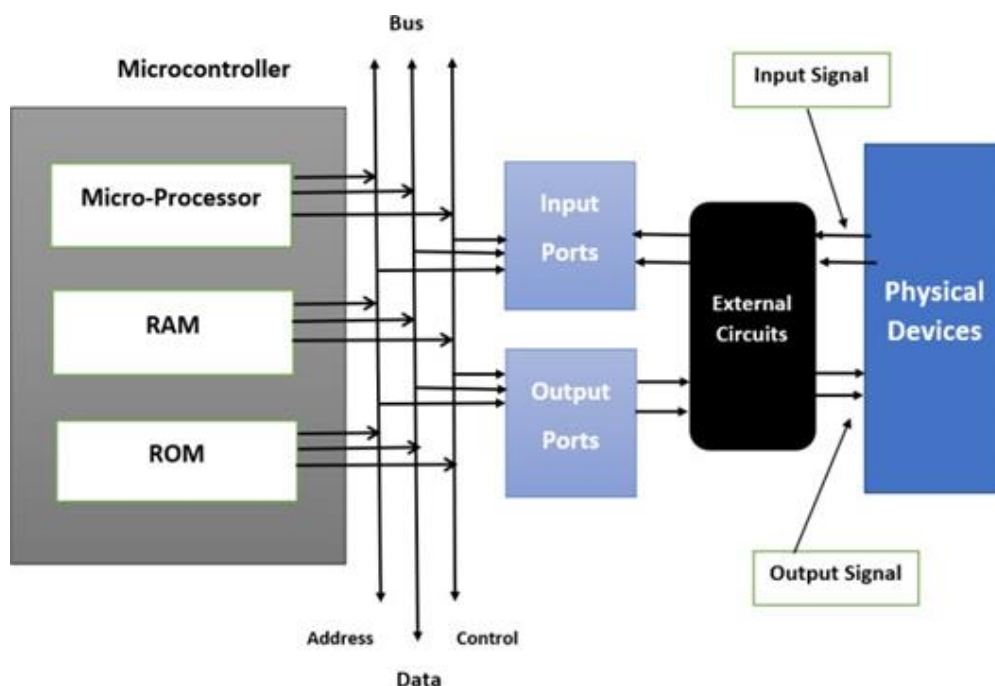 Bus
Microcontroller
Input Signal
Micro-Processor
Input
Ports
RAM
External
Circuits
Physical
Devices
Output
Ports
ROM
Output Signal
Address
Control
Data